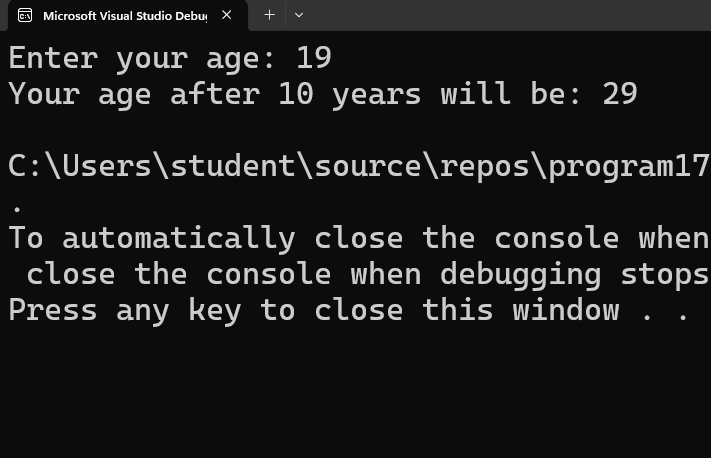 Microsoft Visual Studio Debug
Enter your age: 19
Your age after 10 years will be: 29
C:\Users\student\source\repos\program17
.
To automatically close the console when
close the console when debugging stops
Press any key to close this window . .